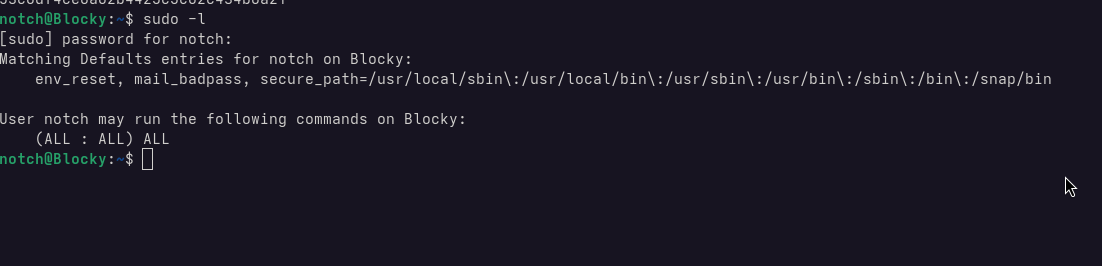 notch@Blocky:~$ sudo -l
[sudo] password for notch:
Matching Defaults entries for notch on Blocky:
    env_reset, mail_badpass, secure_path=/usr/local/sbin\:/usr/local/bin\:/usr/sbin\:/usr/bin\:/sbin\:/bin\:/snap/bin

User notch may run the following commands on Blocky:
    (ALL : ALL) ALL
notch@Blocky:~$